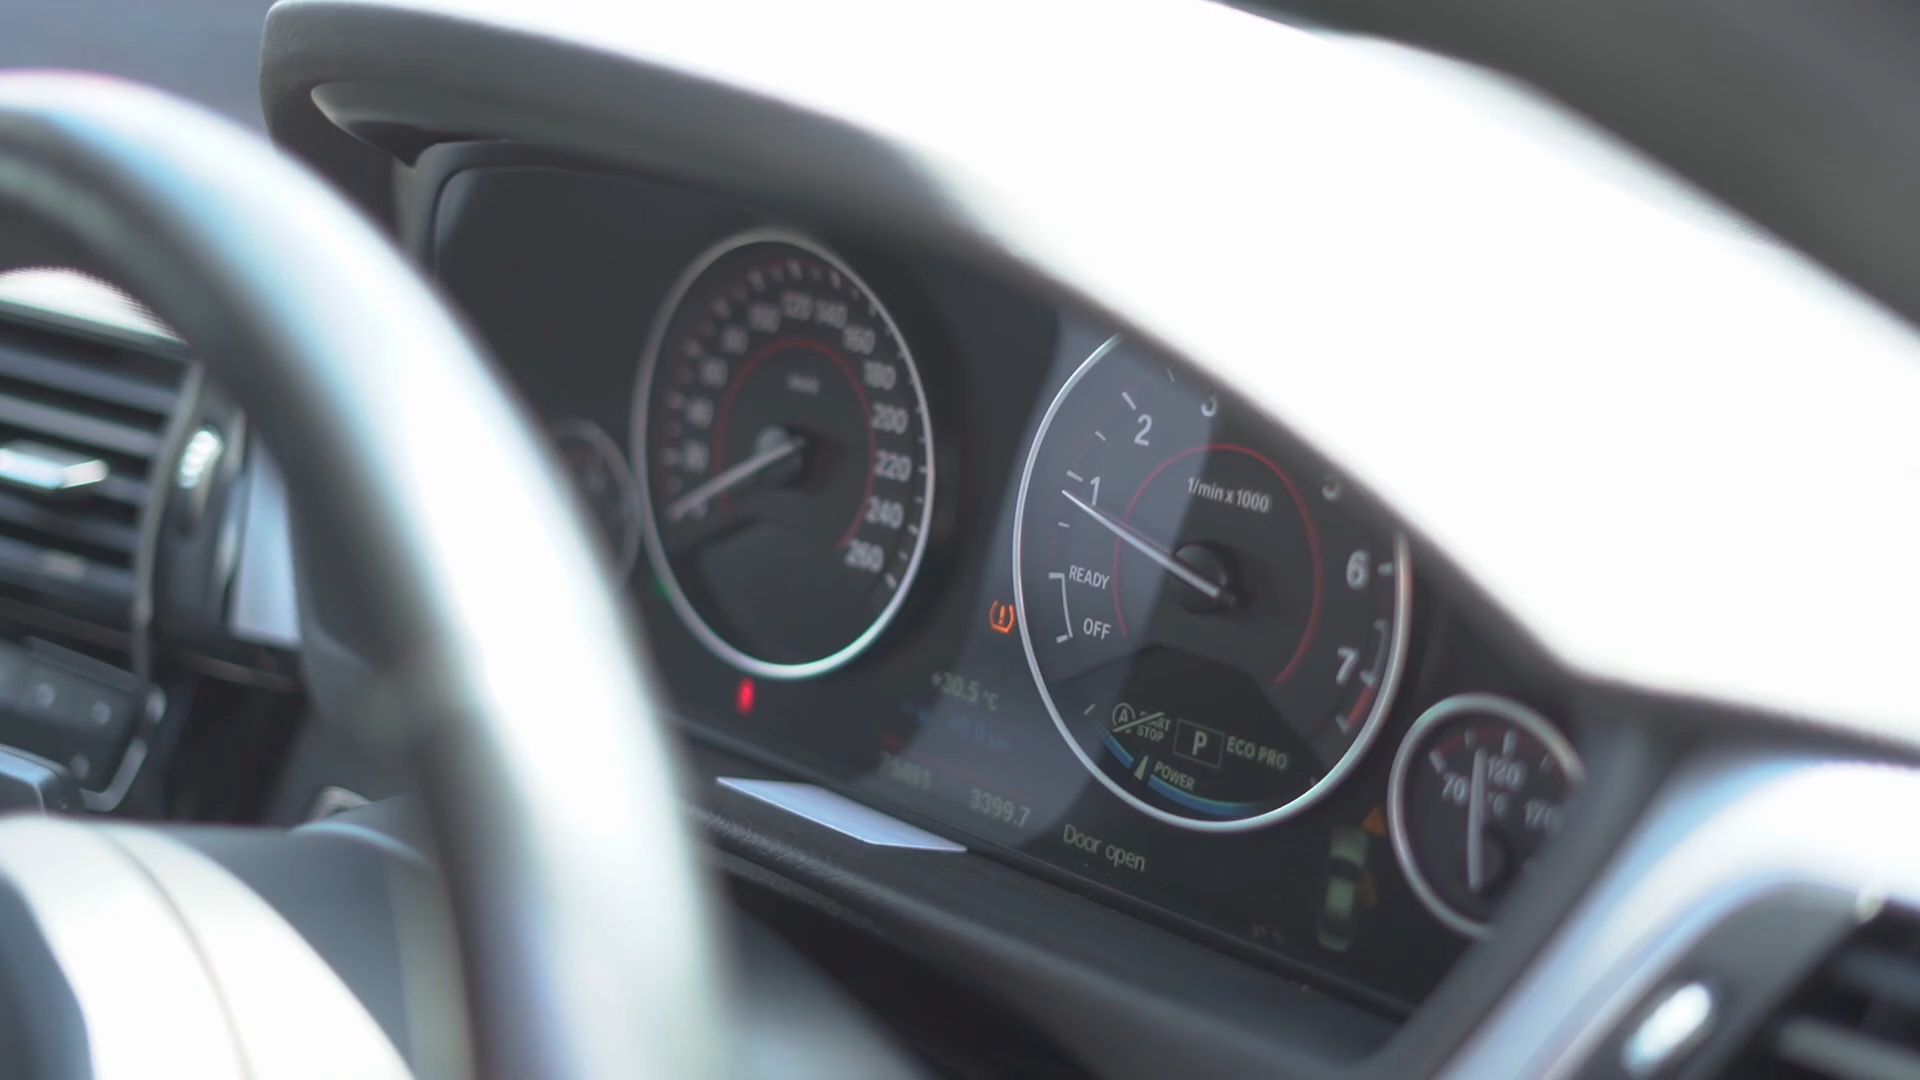 120
140
160
180
200
220
240
260
1
2
3
6
7
1/min x 1000
READY
OFF
A START STOP
P
ECO PRO
POWER
+30.5 °C
3399.7
Door open
70
120
170
°C